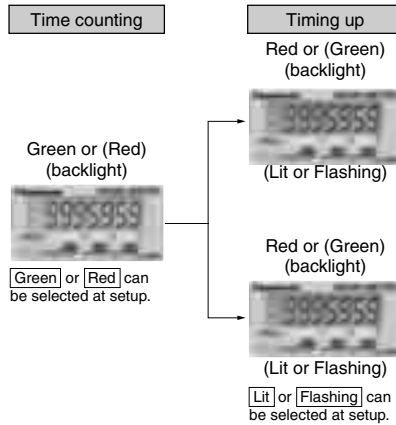 Time counting
Timing up
Red or (Green)
(backlight)
(Lit or Flashing)
Green or (Red)
(backlight)
Green or Red can
be selected at setup.
Red or (Green)
(backlight)
(Lit or Flashing)
Lit or Flashing can
be selected at setup.